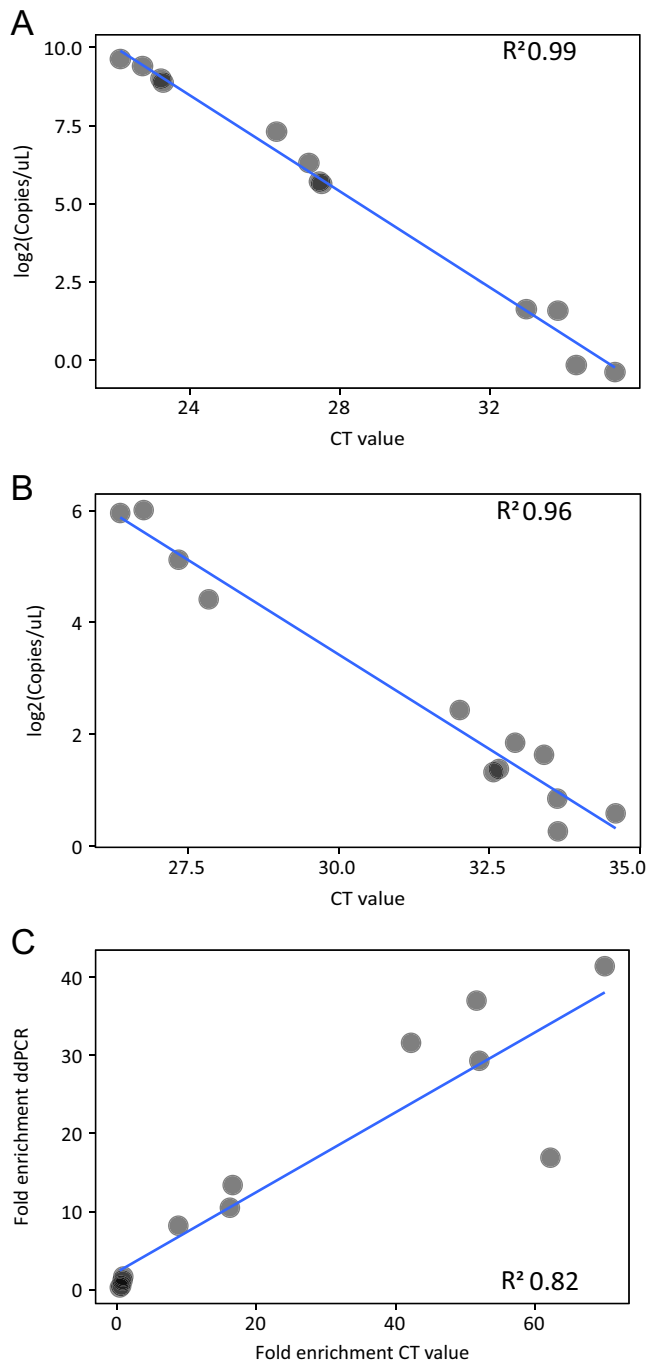 A
R² 0.99
10.0
7.5
5.0
2.5
0.0
log2(Copies/uL)
24 28 32
CT value
B
R² 0.96
6
4
2
0
log2(Copies/uL)
27.5 30.0 32.5 35.0
CT value
C
40
30
20
10
0
Fold enrichment ddPCR
R² 0.82
0 20 40 60
Fold enrichment CT value